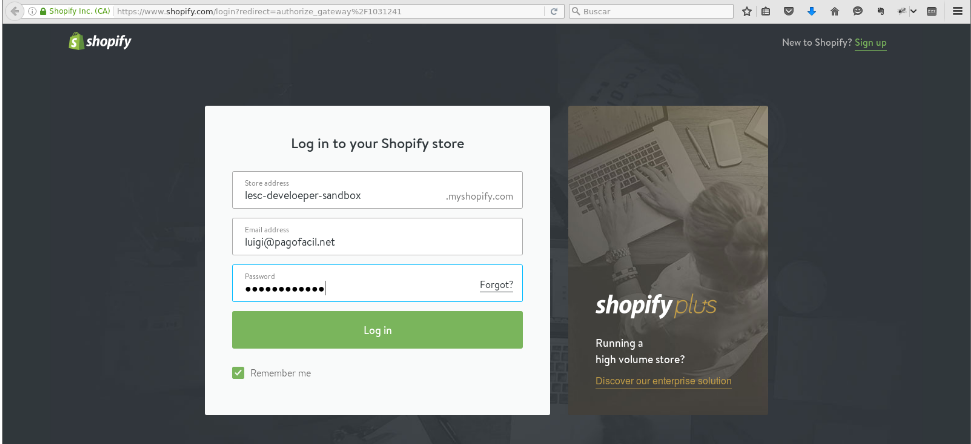 Shopify Inc. (CA)
https://www.shopify.com/login?redirect=authorize_gateway%2F1031241
Buscar
shopify
New to Shopify? Sign up
Log in to your Shopify store
Store address
lesc-develoeper-sandbox
.myshopify.com
Email address
luigi@pagofacil.net
Password
●●●●●●●●●●●●
Forgot?
Log in
Remember me
shopify plus
Running a
high volume store?
Discover our enterprise solution